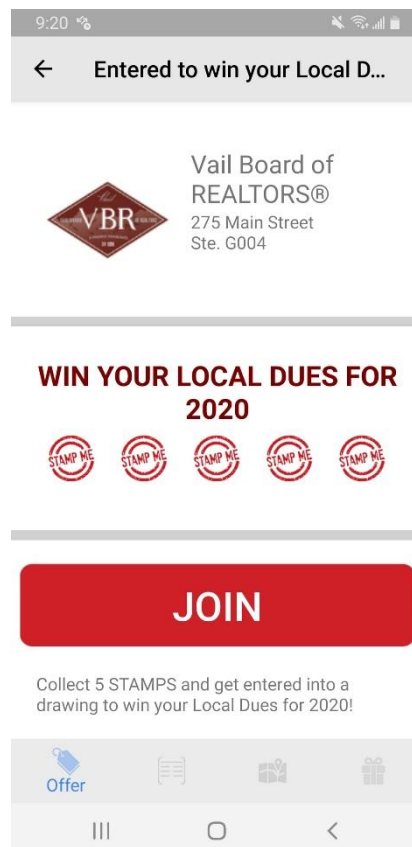 9:20
Entered to win your Local D...
VBR
Vail Board of
REALTORS®
275 Main Street
Ste. G004
WIN YOUR LOCAL DUES FOR
2020
STAMP ME STAMP ME STAMP ME STAMP ME STAMP ME
JOIN
Collect 5 STAMPS and get entered into a
drawing to win your Local Dues for 2020!
Offer